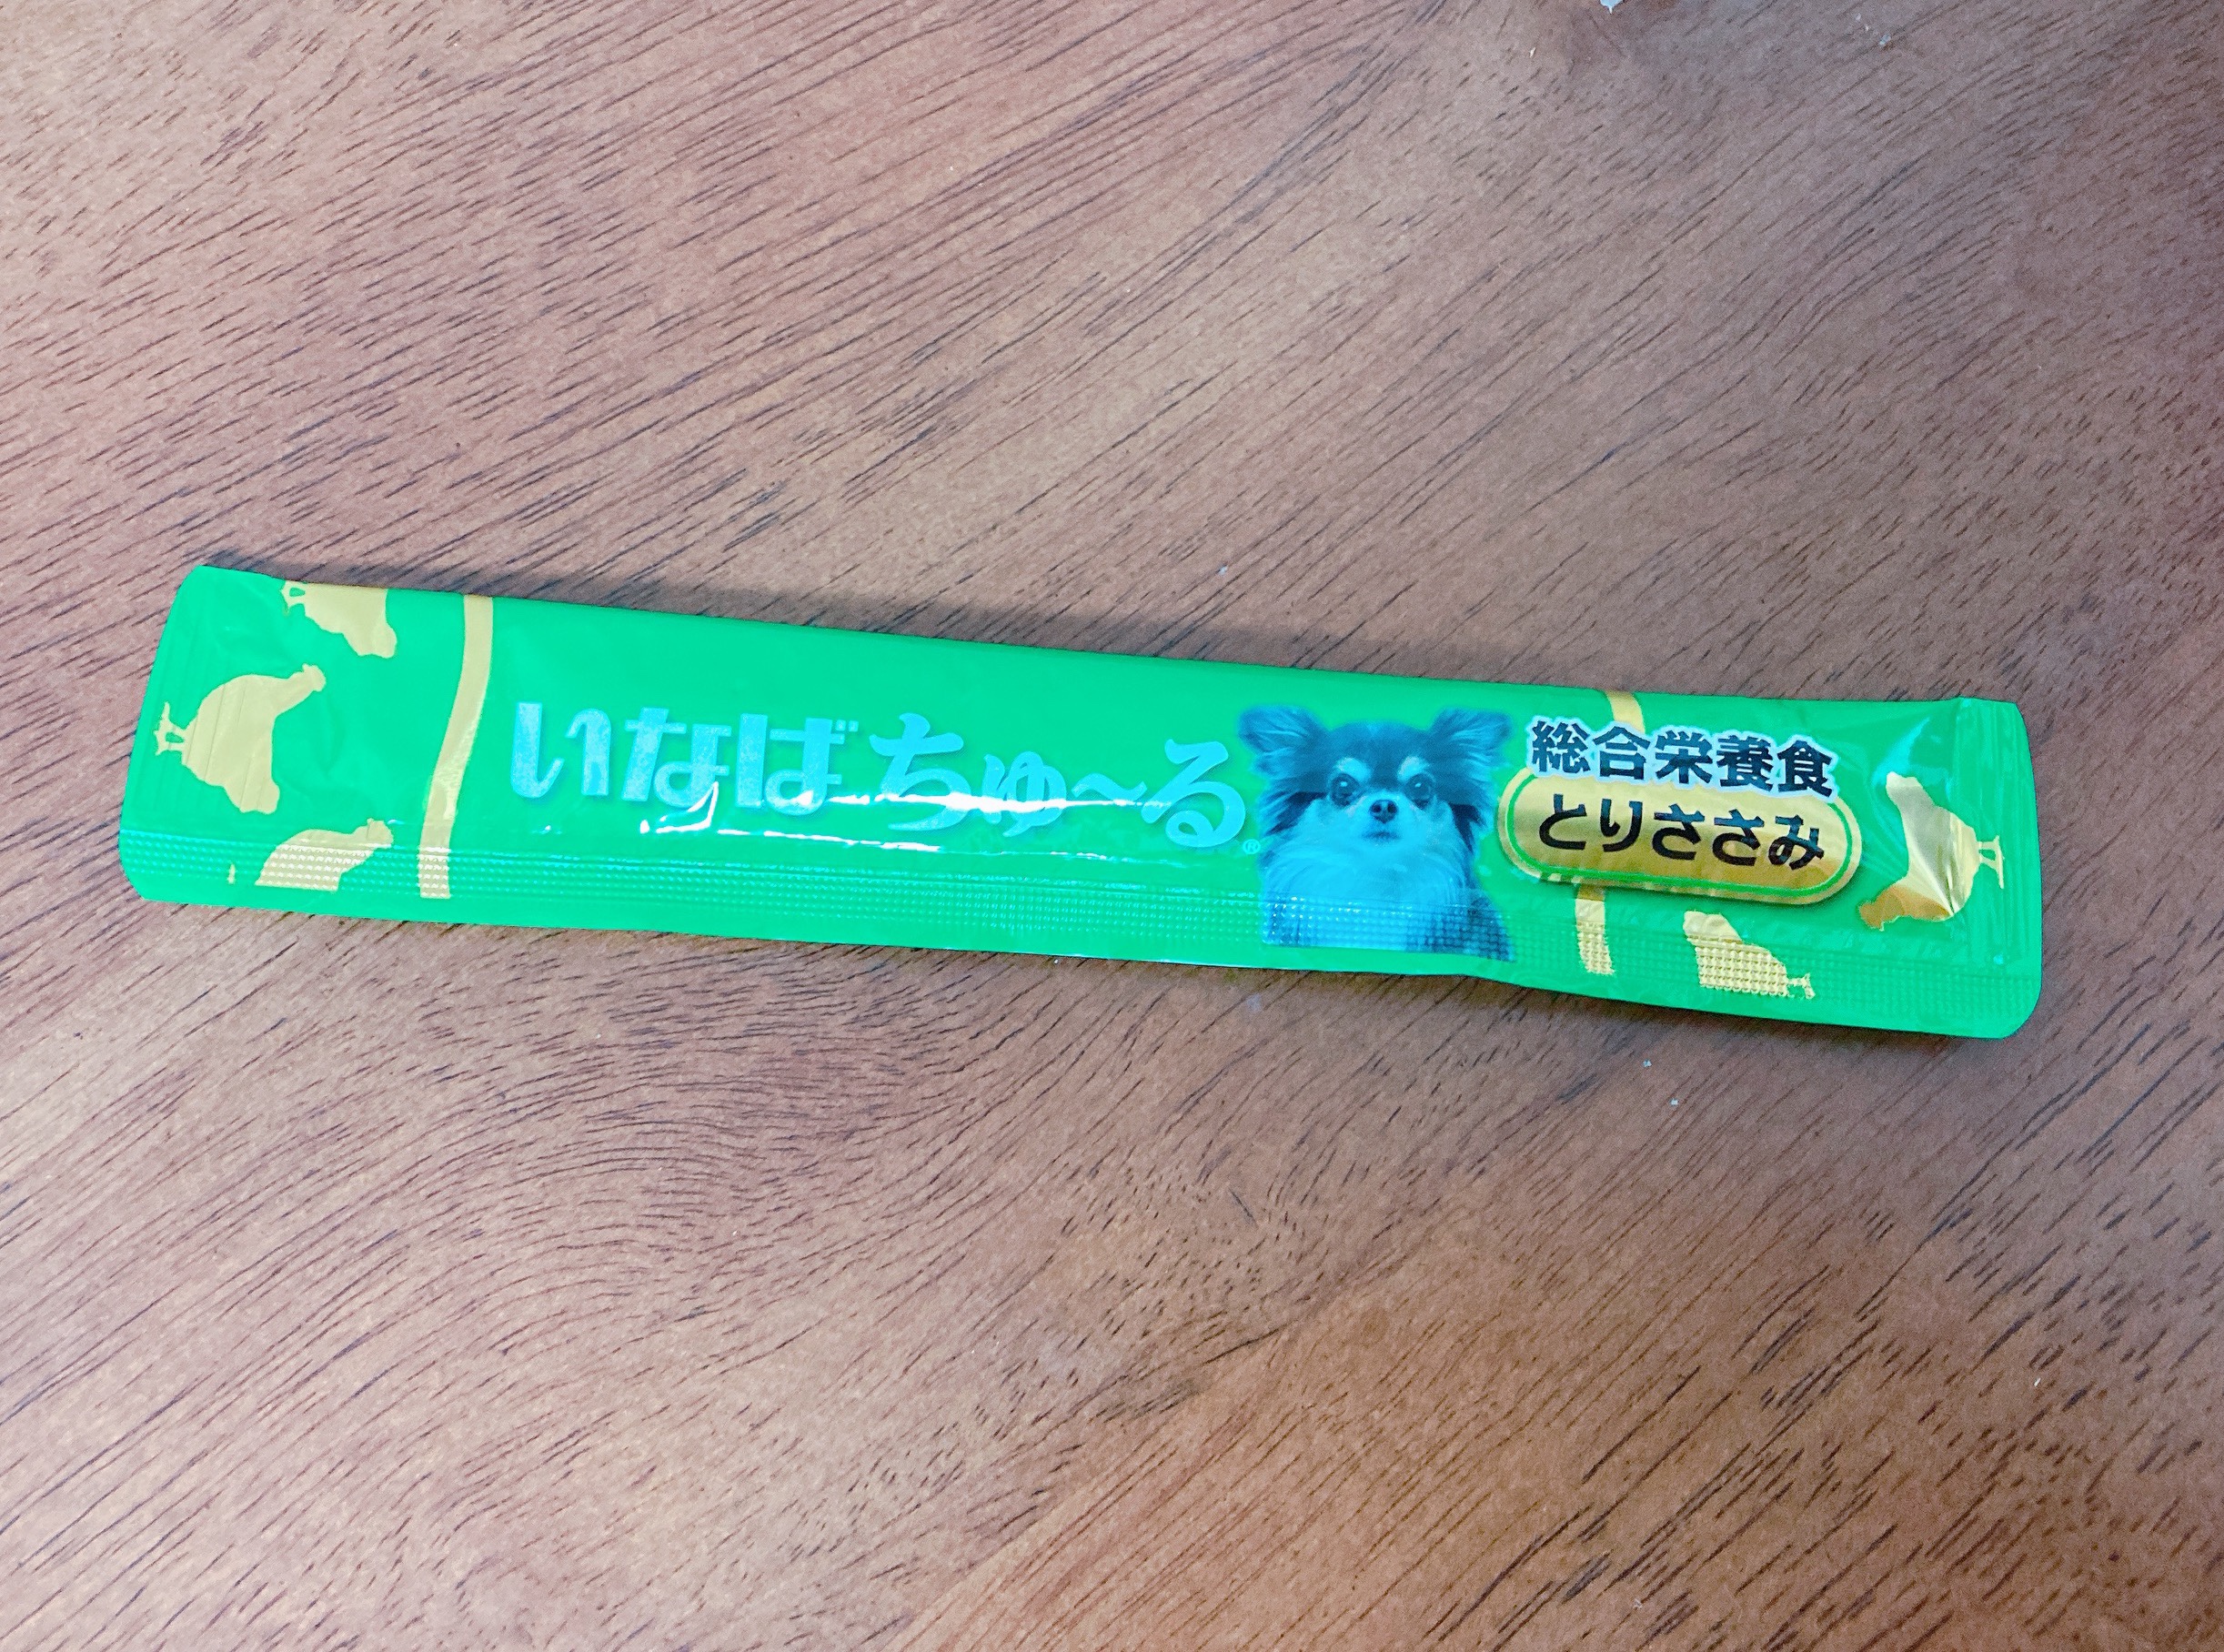 いなば ちゅ～る®
総合栄養食
とりささみ